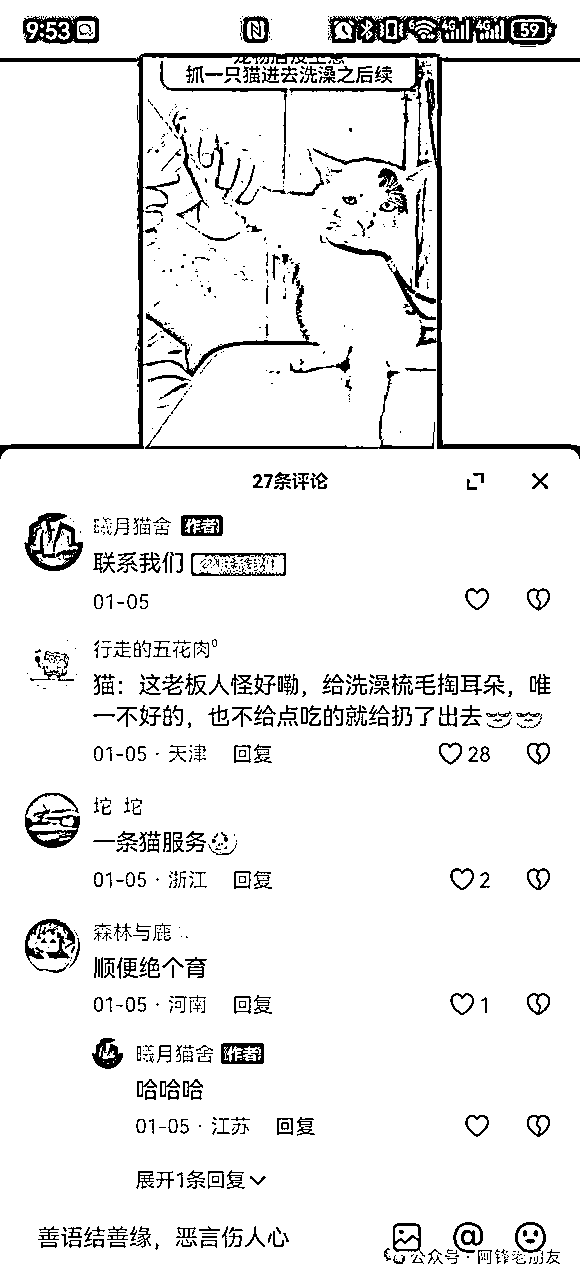 9:53
4G
4G
59
抓一只猫进去洗澡之后续
27条评论
曦月猫舍 作者
联系我们 @联系我们
01-05
行走的五花肉⁰
猫：这老板人怪好嘞，给洗澡梳毛掏耳朵，唯
一不好的，也不给点吃的就给扔了出去
01-05 · 天津 回复
28
坨 坨
一条猫服务
01-05 · 浙江 回复
2
森林与鹿
顺便绝个育
01-05 · 河南 回复
1
曦月猫舍 作者
哈哈哈
01-05 · 江苏 回复
展开1条回复
善语结善缘，恶言伤人心
公众号 · 阿锋老朋友